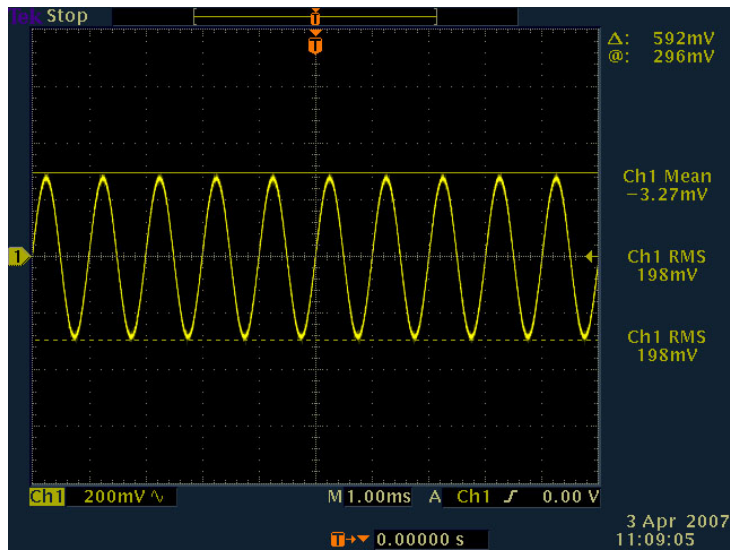 Tek Stop
T
T
Δ: 592mV
@: 296mV
Ch1 Mean
−3.27mV
1
Ch1 RMS
198mV
Ch1 RMS
198mV
Ch1 200mV∿ M 1.00ms A Ch1 ƒ 0.00 V
T→▼ 0.00000 s
3 Apr 2007
11:09:05